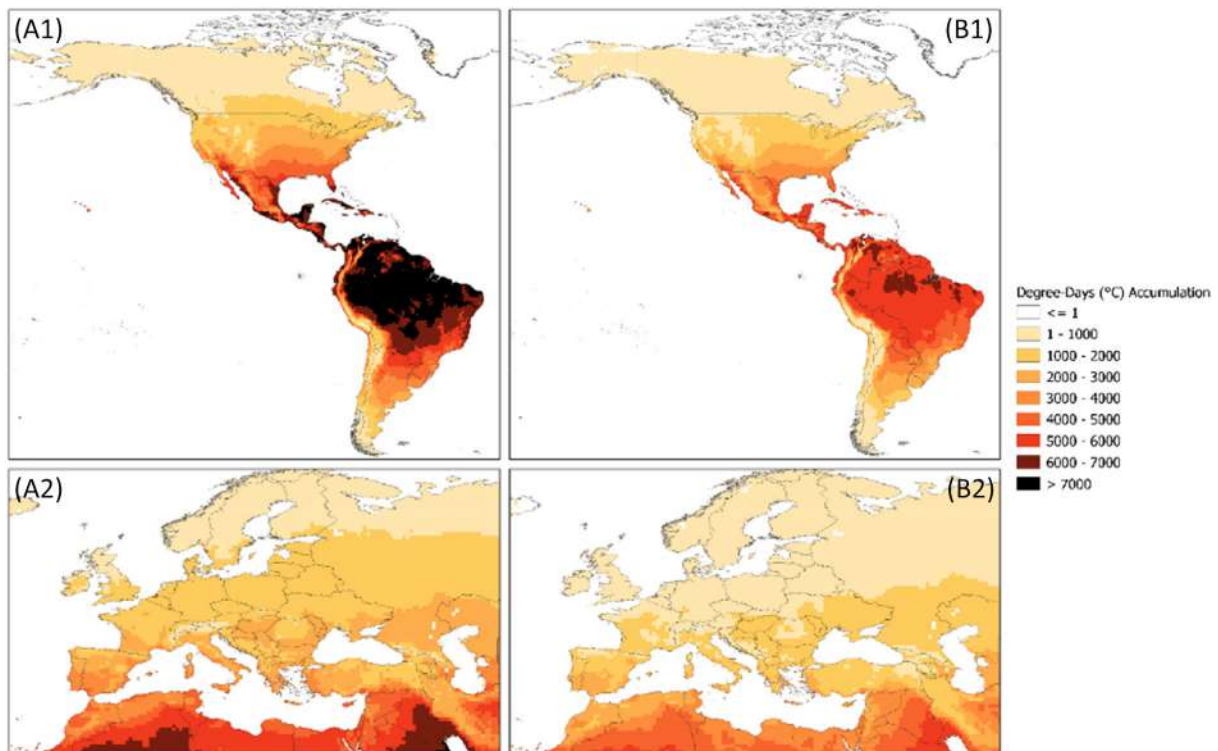 (A1)
(B1)
Degree-Days (°C) Accumulation
<= 1
1 - 1000
1000 - 2000
2000 - 3000
3000 - 4000
4000 - 5000
5000 - 6000
6000 - 7000
> 7000
(A2)
(B2)